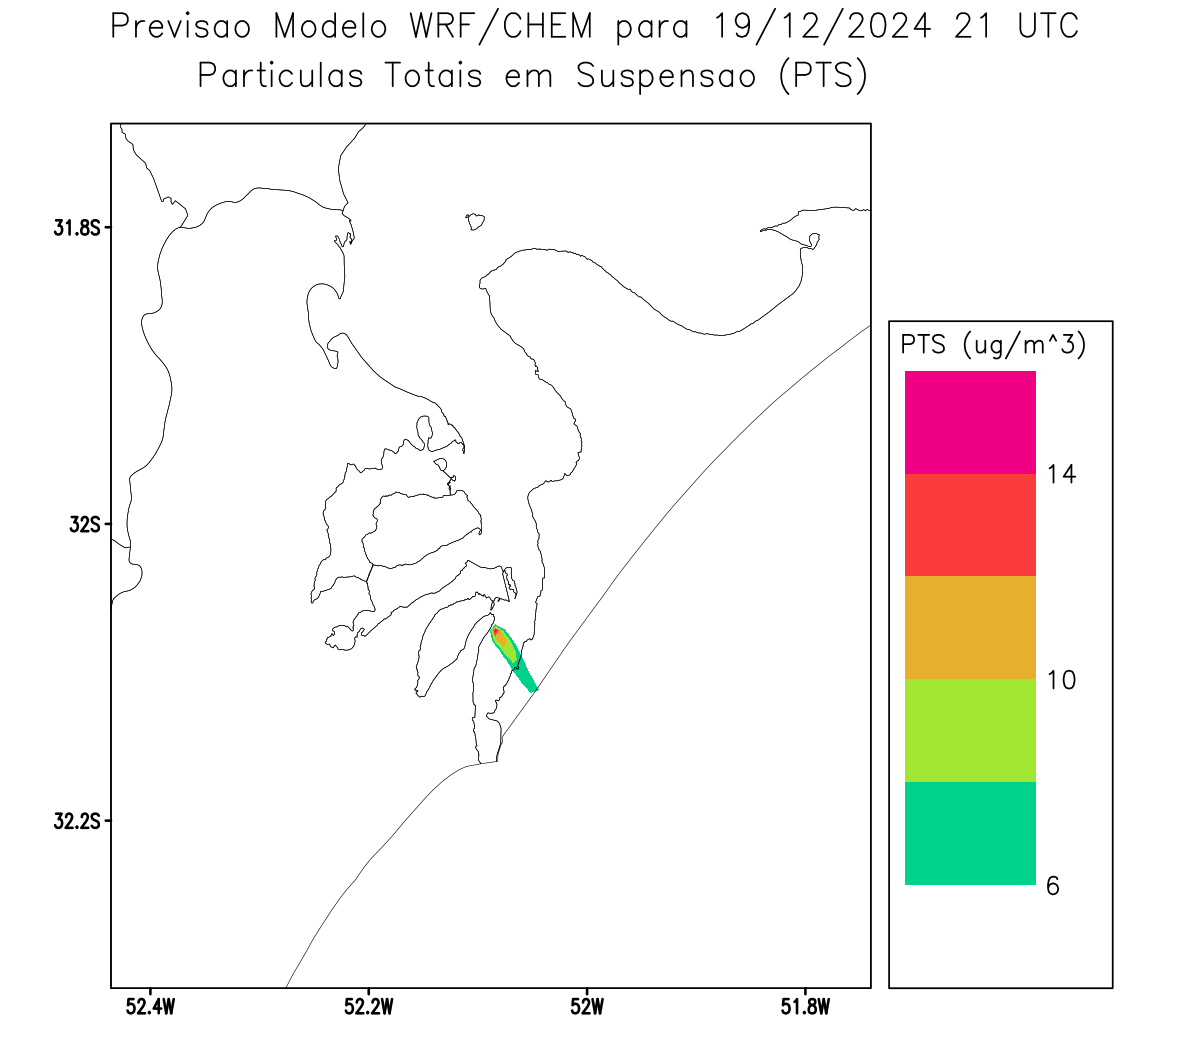 Previsao Modelo WRF/CHEM para 19/12/2024 21 UTC
Particulas Totais em Suspensao (PTS)
31.8S
32S
32.2S
52.4W
52.2W
52W
51.8W
PTS (ug/m^3)
14
10
6